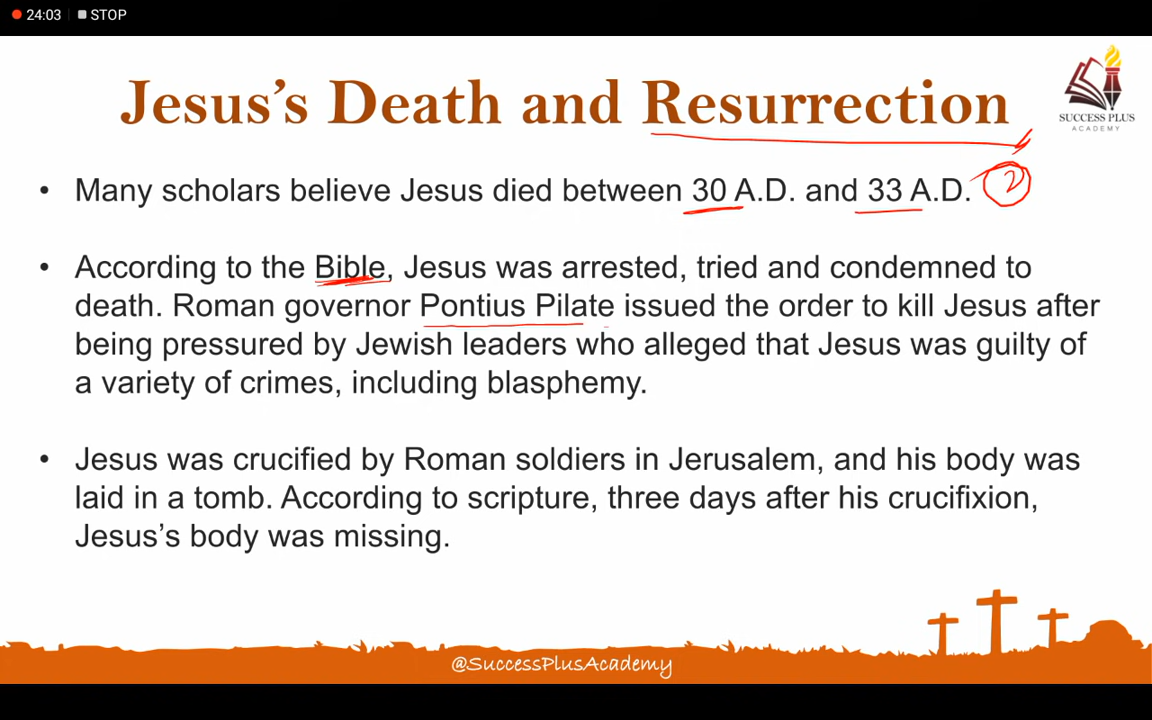 24:03 STOP
Jesus's Death and Resurrection
SUCCESS PLUS
ACADEMY
• Many scholars believe Jesus died between 30 A.D. and 33 A.D. 2
• According to the Bible, Jesus was arrested, tried and condemned to
death. Roman governor Pontius Pilate issued the order to kill Jesus after
being pressured by Jewish leaders who alleged that Jesus was guilty of
a variety of crimes, including blasphemy.
• Jesus was crucified by Roman soldiers in Jerusalem, and his body was
laid in a tomb. According to scripture, three days after his crucifixion,
Jesus's body was missing.
@SuccessPlusAcademy